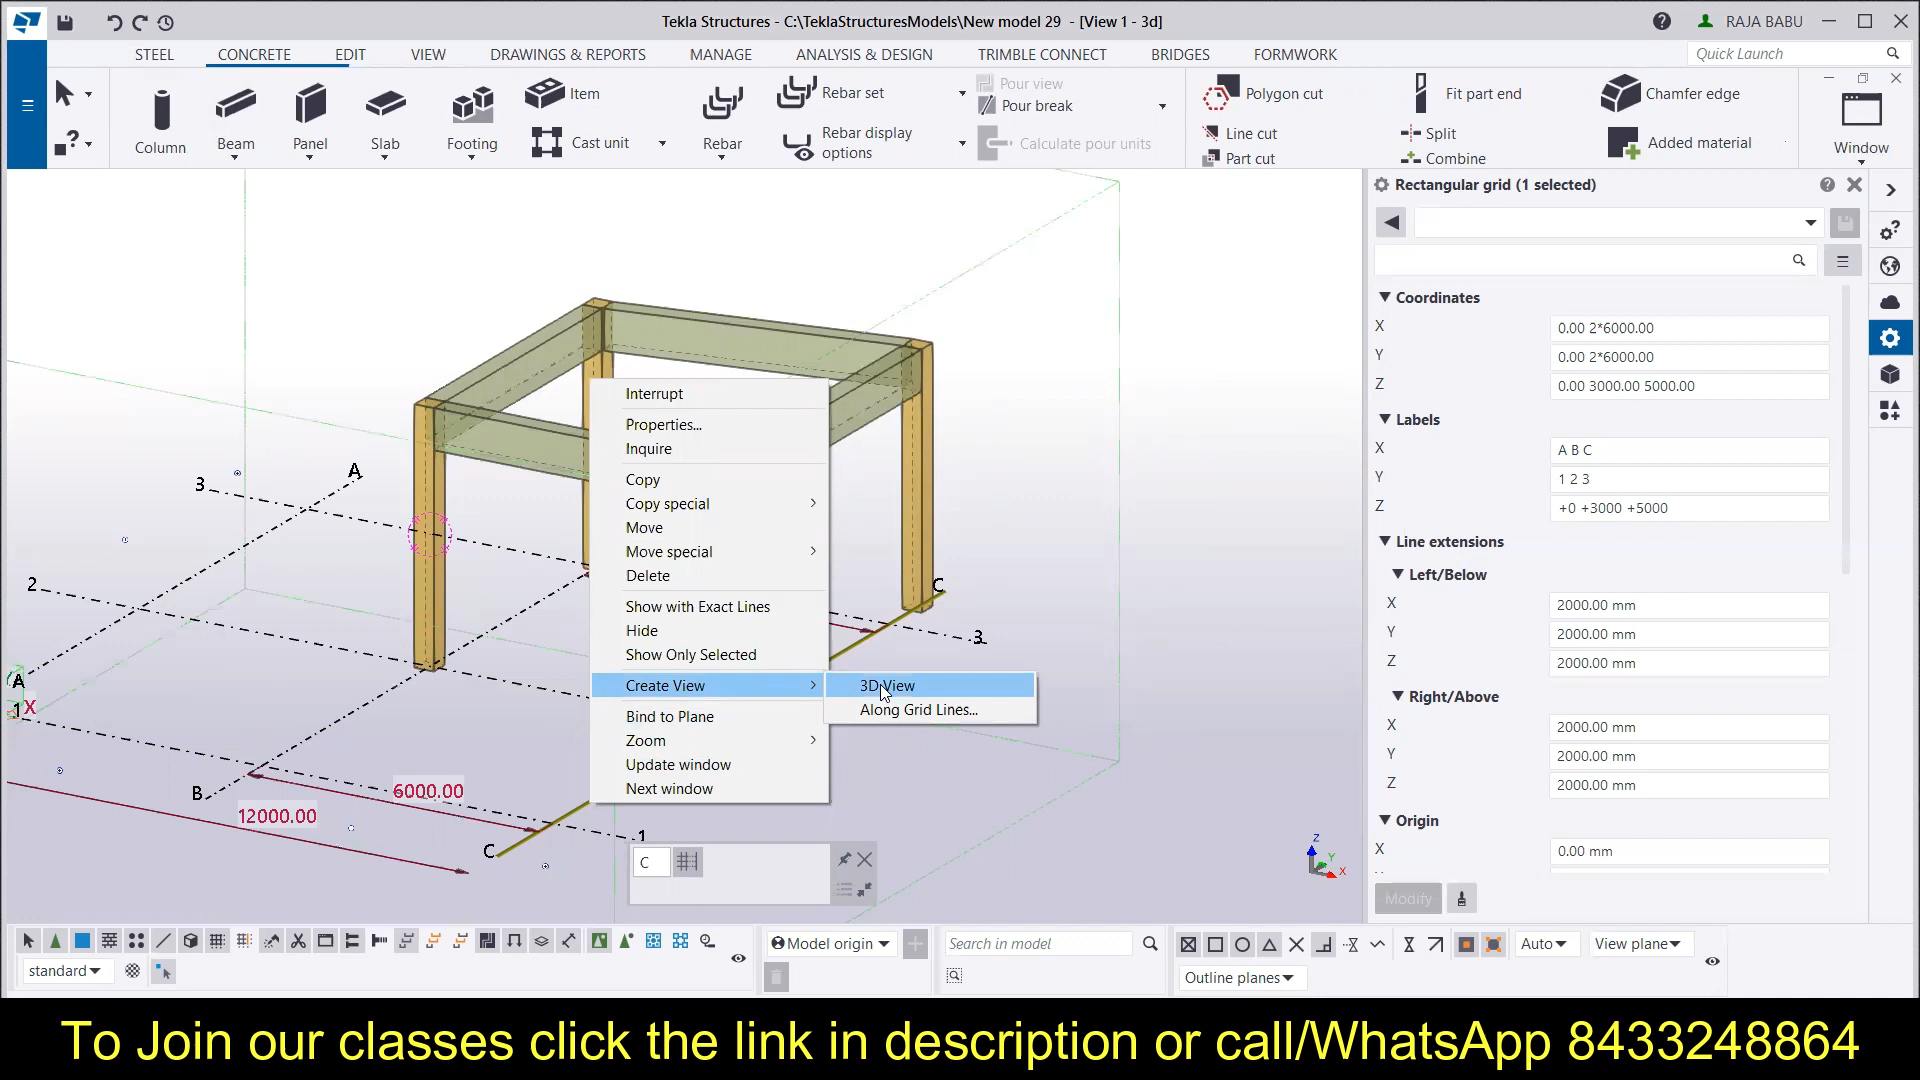 Tekla Structures - C:\TeklaStructuresModels\New model 29 - [View 1 - 3d]
RAJA BABU
STEEL CONCRETE EDIT VIEW DRAWINGS & REPORTS MANAGE ANALYSIS & DESIGN TRIMBLE CONNECT BRIDGES FORMWORK Quick Launch
Column
Beam
Panel
Slab
Footing
Item
Cast unit
Rebar
Rebar set
Rebar display options
Pour view
Pour break
Calculate pour units
Polygon cut
Line cut
Part cut
Fit part end
Split
Combine
Chamfer edge
Added material
Window
Rectangular grid (1 selected)
Coordinates
X 0.00 2*6000.00
Y 0.00 2*6000.00
Z 0.00 3000.00 5000.00
Labels
X A B C
Y 1 2 3
Z +0 +3000 +5000
Line extensions
Left/Below
X 2000.00 mm
Y 2000.00 mm
Z 2000.00 mm
Right/Above
X 2000.00 mm
Y 2000.00 mm
Z 2000.00 mm
Origin
X 0.00 mm
Modify
Interrupt
Properties...
Inquire
Copy
Copy special
Move
Move special
Delete
Show with Exact Lines
Hide
Show Only Selected
Create View
Bind to Plane
Zoom
Update window
Next window
3D View
Along Grid Lines...
A
3
2
C
3
A
1 X
B
6000.00
12000.00
1
C
C
Z
Y
X
Model origin
Search in model
Auto
View plane
standard
Outline planes
To Join our classes click the link in description or call/WhatsApp 8433248864